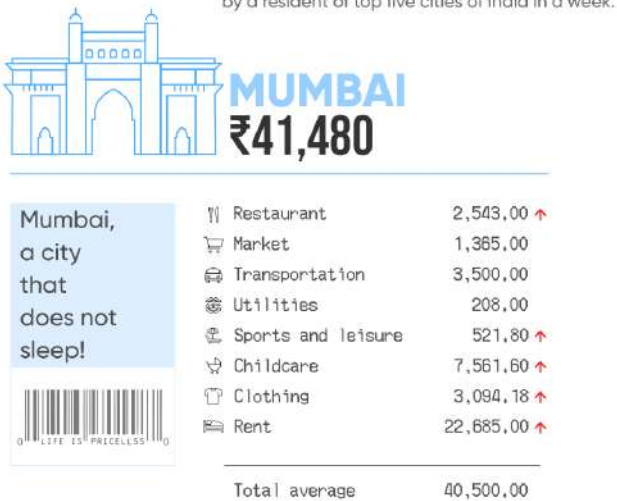 by a resident of top five cities of India in a week.
MUMBAI
₹41,480
Mumbai,
a city
that
does not
sleep!
0 LIFE IS PRICELESS 0
Restaurant 2,543,00 ↑
Market 1,365,00
Transportation 3,500,00
Utilities 208,00
Sports and leisure 521,80 ↑
Childcare 7,561,60 ↑
Clothing 3,094,18 ↑
Rent 22,685,00 ↑
Total average 40,500,00